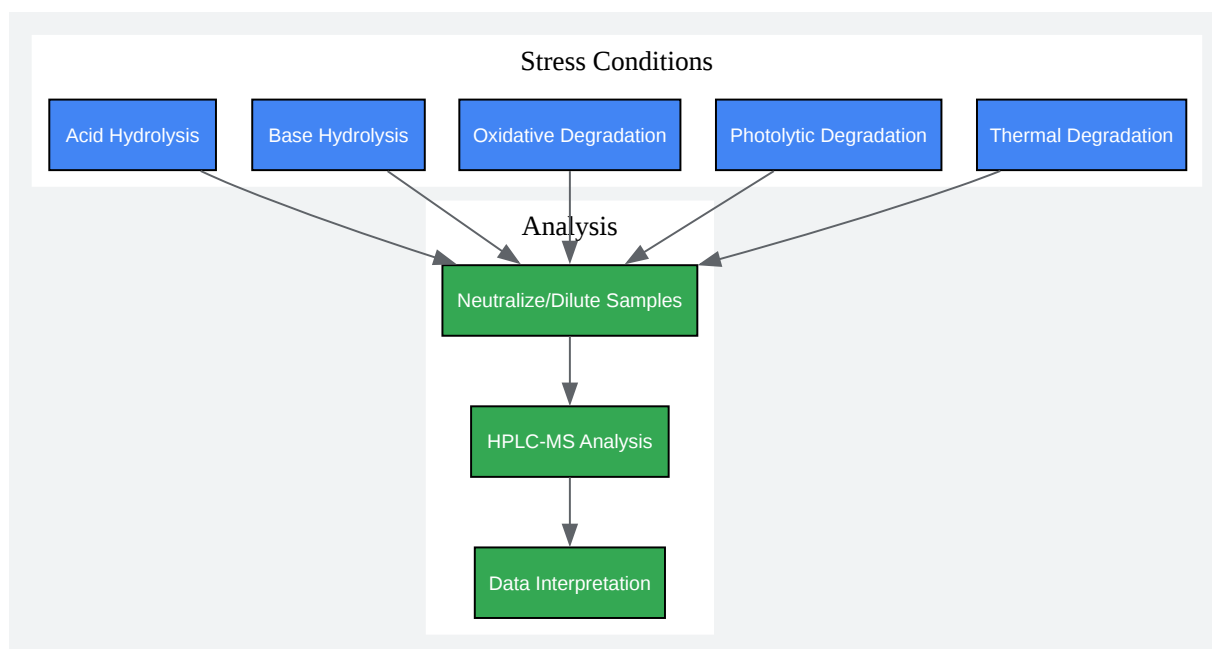 Stress Conditions
Acid Hydrolysis
Base Hydrolysis
Oxidative Degradation
Photolytic Degradation
Thermal Degradation
Analysis
Neutralize/Dilute Samples
HPLC-MS Analysis
Data Interpretation